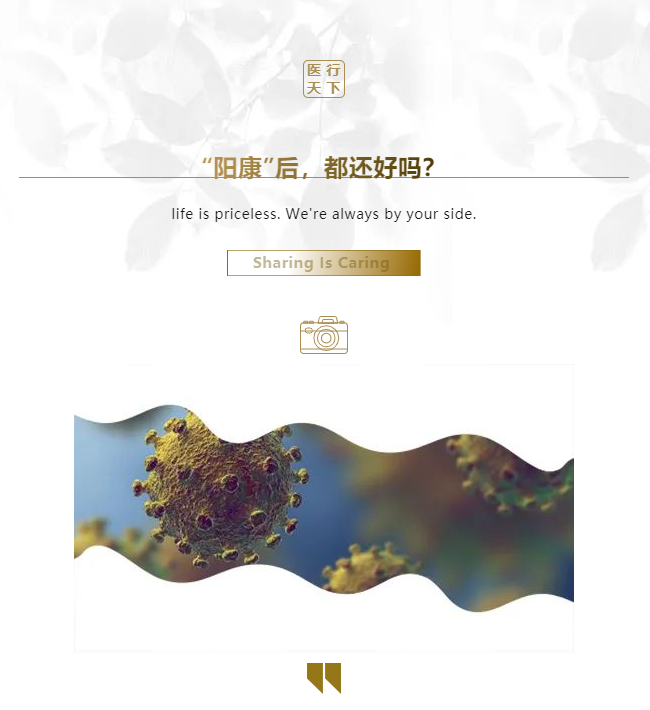 医行
天下
“阳康”后，都还好吗？
life is priceless. We're always by your side.
Sharing Is Caring